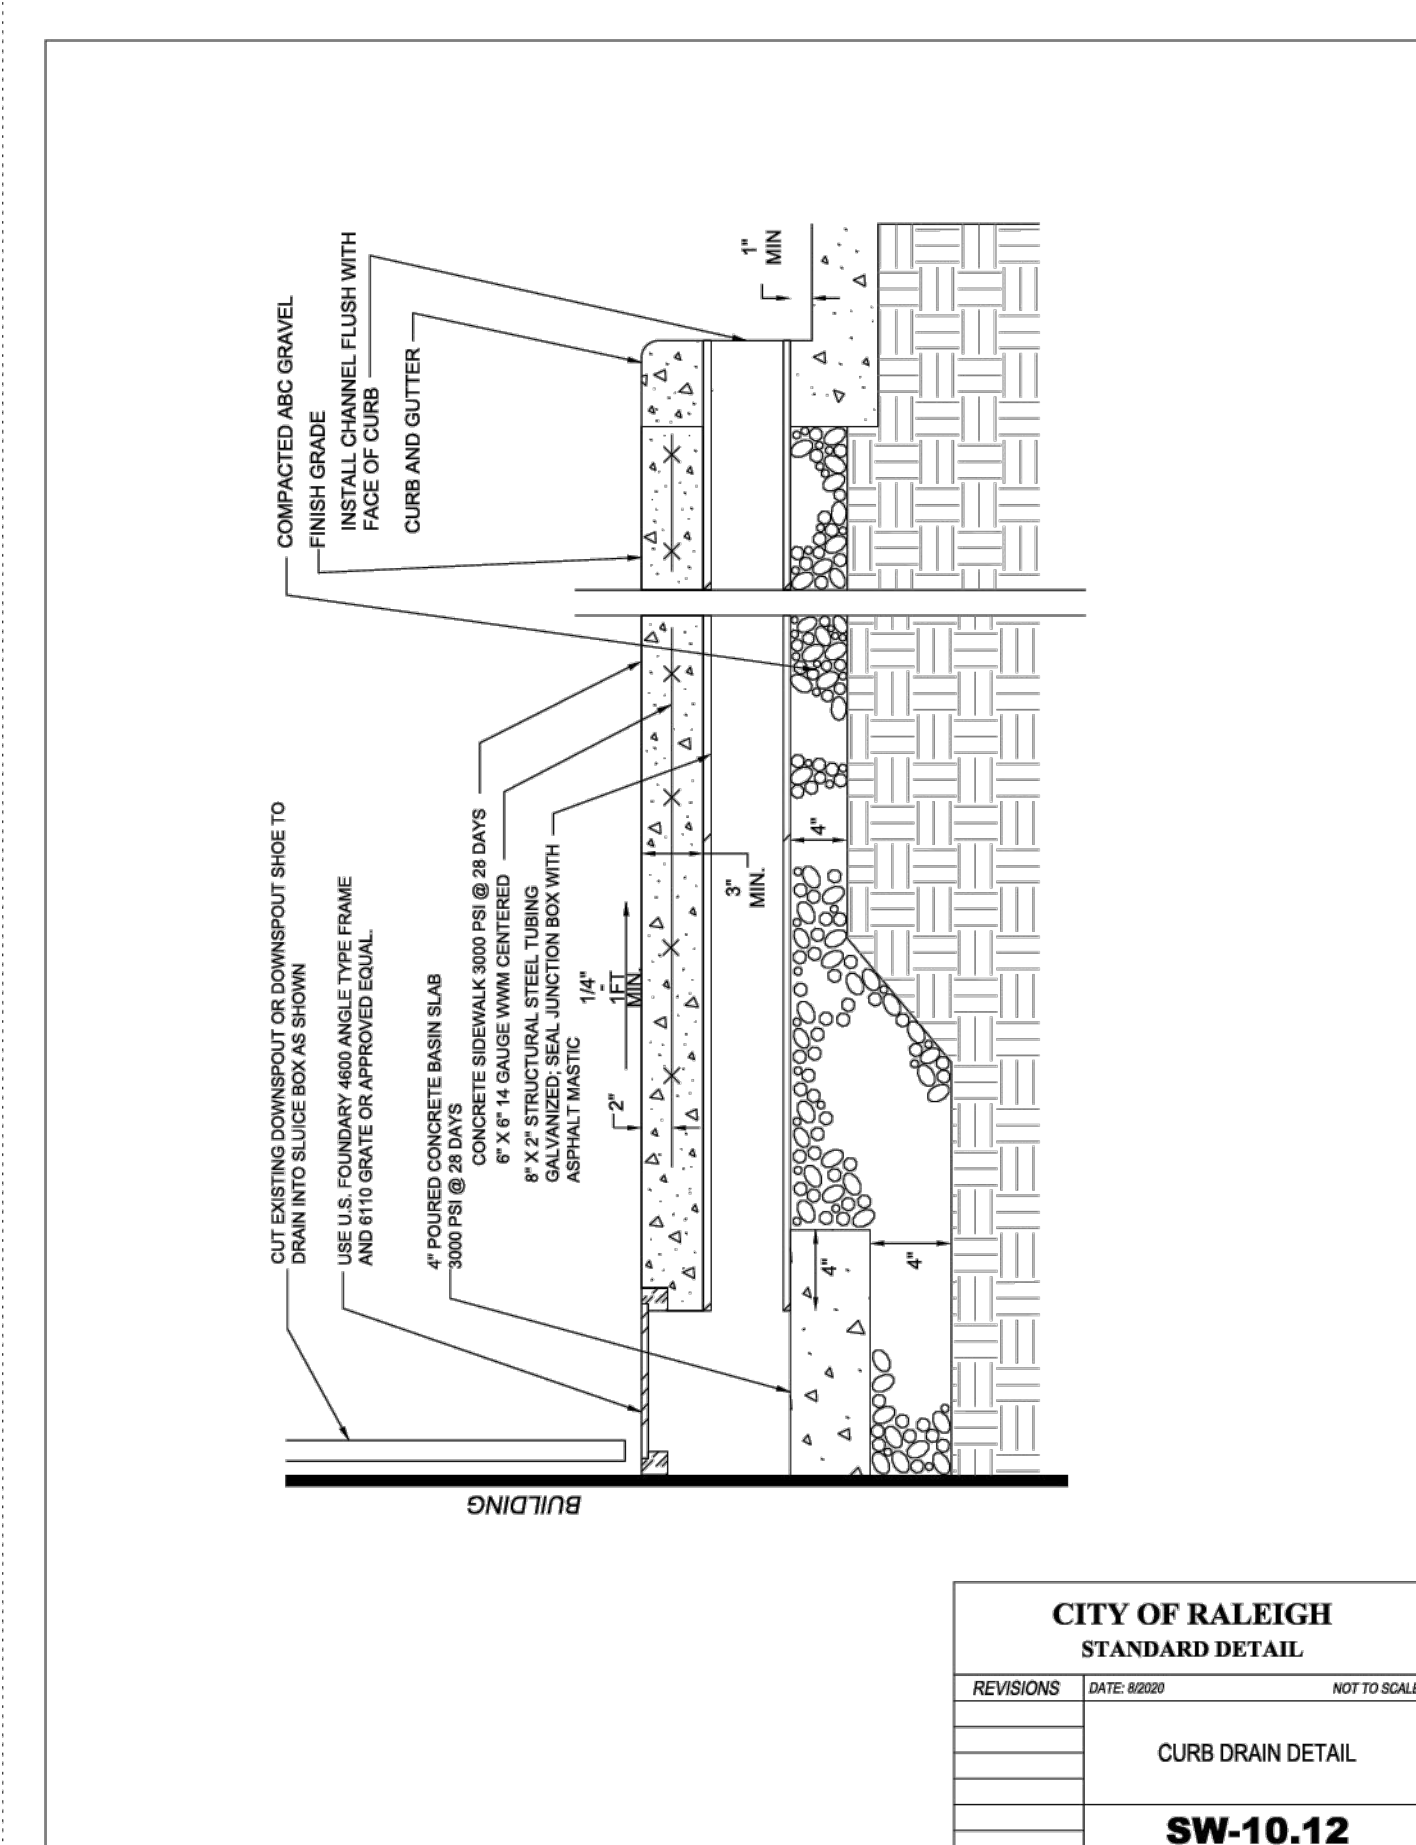 COMPACTED ABC GRAVEL
FINISH GRADE
INSTALL CHANNEL FLUSH WITH
FACE OF CURB
CURB AND GUTTER
1"
MIN
CUT EXISTING DOWNSPOUT OR DOWNSPOUT SHOE TO
DRAIN INTO SLUICE BOX AS SHOWN
USE U.S. FOUNDARY 4600 ANGLE TYPE FRAME
AND 6110 GRATE OR APPROVED EQUAL.
4" POURED CONCRETE BASIN SLAB
3000 PSI @ 28 DAYS
CONCRETE SIDEWALK 3000 PSI @ 28 DAYS
6" X 6" 14 GAUGE WWM CENTERED
8" X 2" STRUCTURAL STEEL TUBING
GALVANIZED; SEAL JUNCTION BOX WITH
ASPHALT MASTIC
1/4"
-
1FT
MIN.
2"
3"
MIN.
4"
4"
4"
BUILDING
CITY OF RALEIGH
STANDARD DETAIL
REVISIONS
DATE: 8/2020
NOT TO SCALE
CURB DRAIN DETAIL
SW-10.12